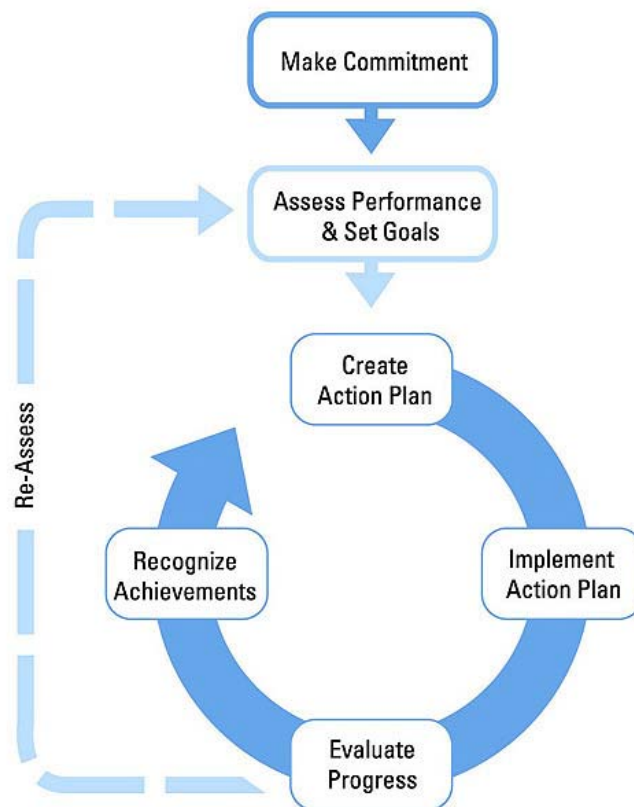 Make Commitment
Assess Performance
& Set Goals
Create
Action Plan
Re-Assess
Recognize
Achievements
Implement
Action Plan
Evaluate
Progress